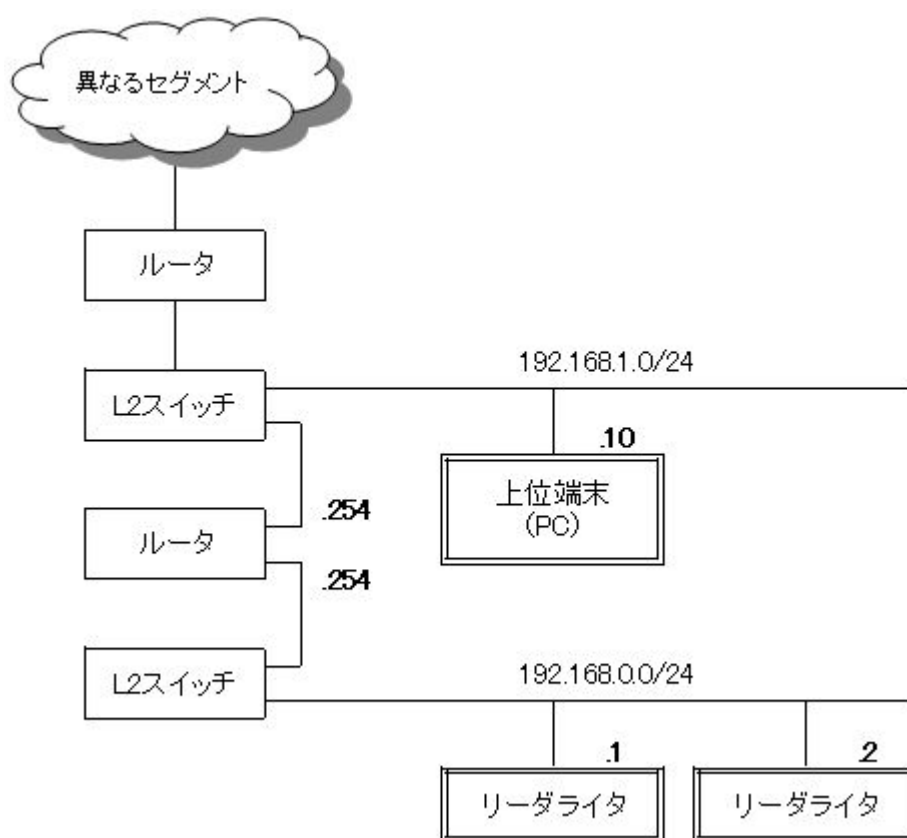 異なるセグメント
ルータ
192.168.1.0/24
L2スイッチ
.10
上位端末
(PC)
.254
ルータ
.254
192.168.0.0/24
L2スイッチ
.1
.2
リーダライタ
リーダライタ